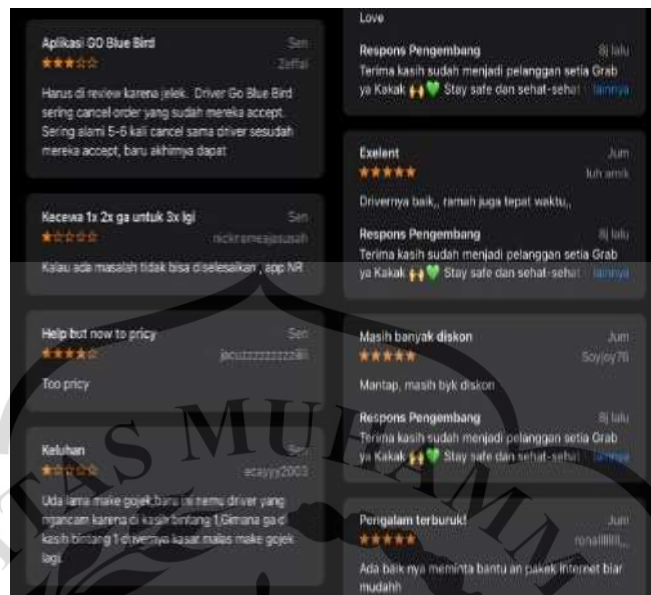 Aplikasi GO Blue Bird Sen
Zeffal
Harus di review karena jelek. Driver Go Blue Bird
sering cancel order yang sudah mereka accept.
Sering alami 5-6 kali cancel sama driver sesudah
mereka accept, baru akhirnya dapat
Kecewa 1x 2x ga untuk 3x lgi Sen
Kalau ada masalah tidak bisa diselesaikan , app NR
Help but now to pricy Sen
Too pricy
Keluhan Sen
ecayyy2003
Uda lama make gojek,baru ini nemu driver yang
ngancam karena di kasih bintang 1,Gimana ga di
kasih bintang 1 drivernya kasar malas make gojek
lagi
Love
Respons Pengembang 8j lalu
Terima kasih sudah menjadi pelanggan setia Grab
ya Kakak 🙌💚 Stay safe dan sehat-sehat lainnya
Exelent Jum
luh amik
Drivernya baik,, ramah juga tepat waktu,,
Respons Pengembang 8j lalu
Terima kasih sudah menjadi pelanggan setia Grab
ya Kakak 🙌💚 Stay safe dan sehat-sehat lainnya
Masih banyak diskon Jum
Mantap, masih byk diskon
Respons Pengembang 8j lalu
Terima kasih sudah menjadi pelanggan setia Grab
ya Kakak 🙌💚 Stay safe dan sehat-sehat lainnya
Pengalam terburuk! Jum
Ada baik nya meminta bantu an pakek internet biar
mudahh
TAS MUHAMM